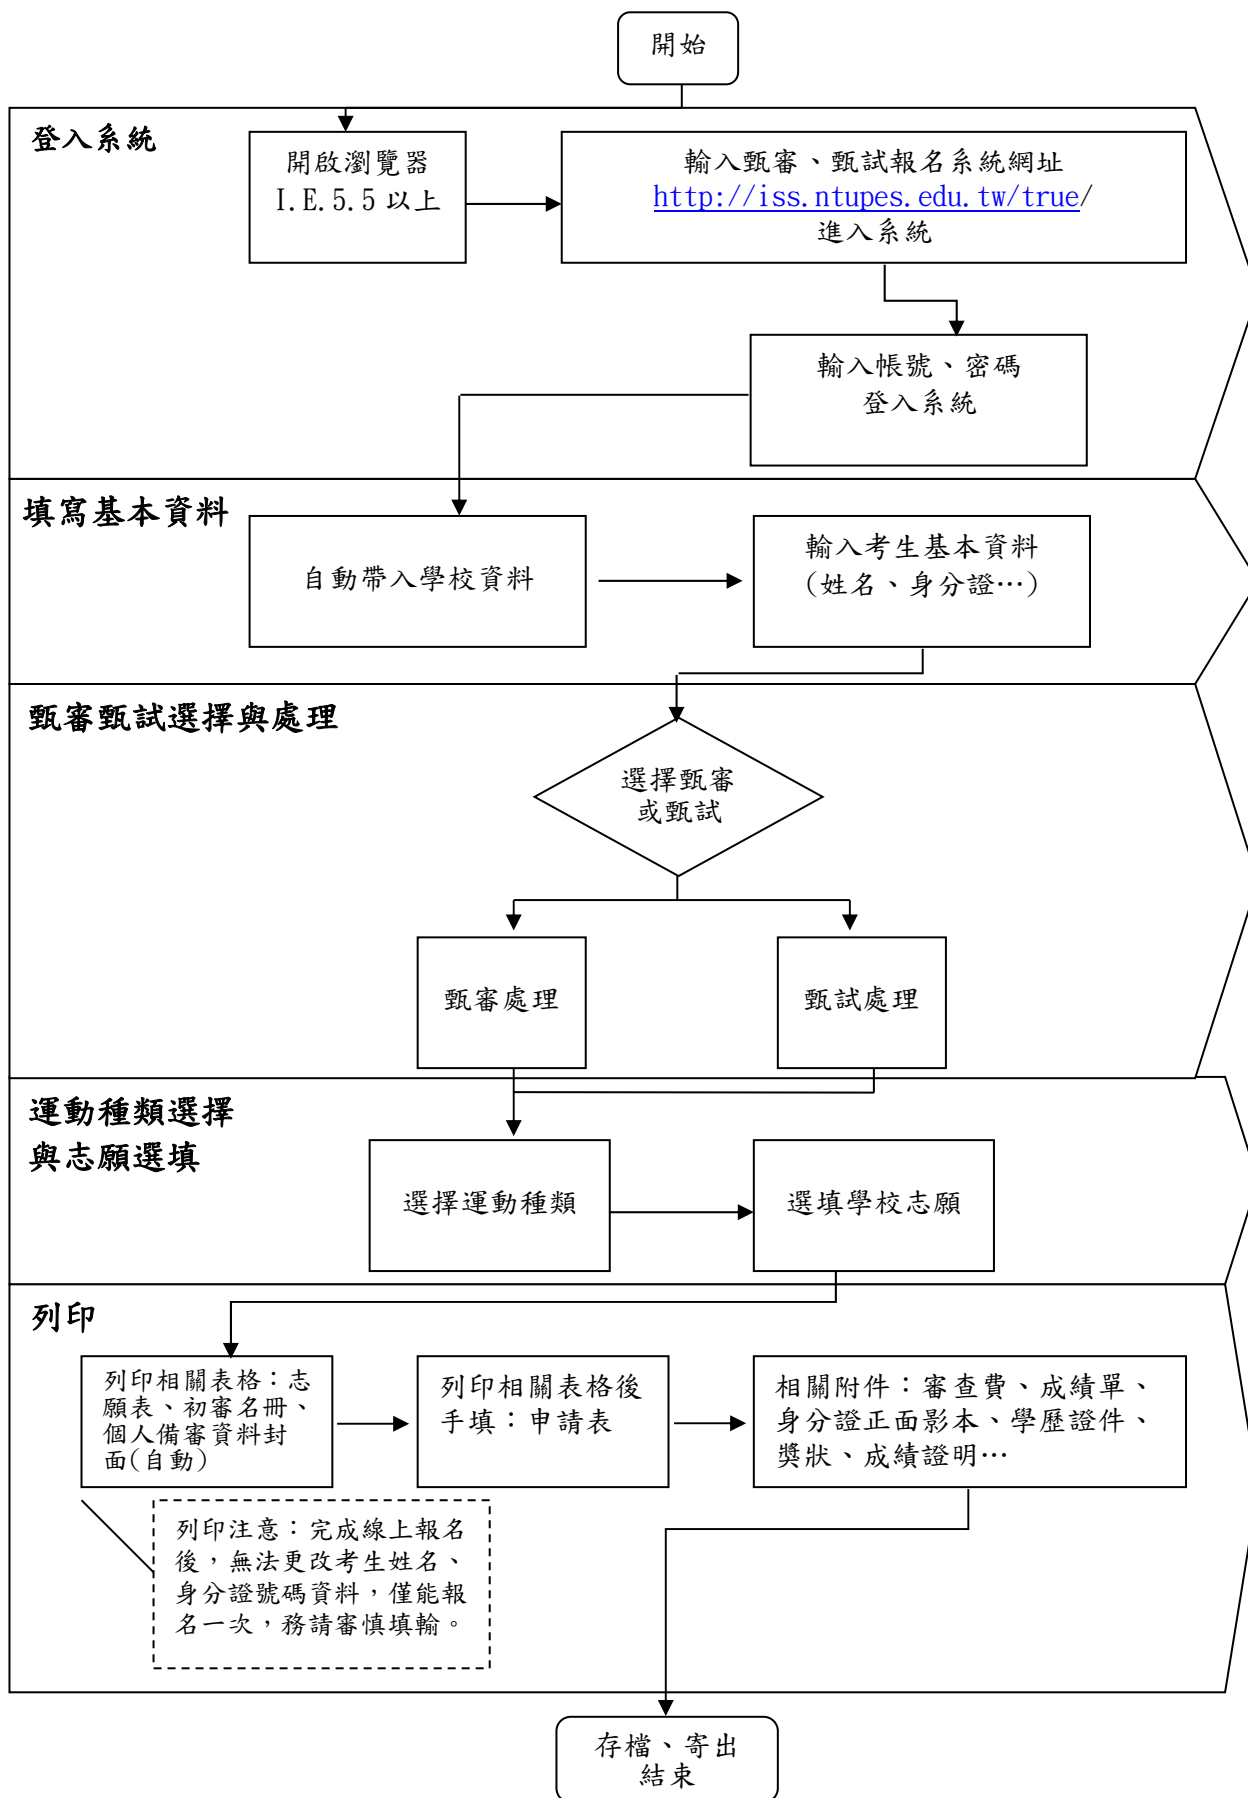 開始
登入系統
開啟瀏覽器
I.E.5.5以上
輸入甄審、甄試報名系統網址
http://iss.ntupes.edu.tw/true/
進入系統
輸入帳號、密碼
登入系統
填寫基本資料
自動帶入學校資料
輸入考生基本資料
(姓名、身分證…)
甄審甄試選擇與處理
選擇甄審
或甄試
甄審處理
甄試處理
運動種類選擇
與志願選填
選擇運動種類
選填學校志願
列印
列印相關表格：志
願表、初審名冊、
個人備審資料封
面(自動)
列印相關表格後
手填：申請表
相關附件：審查費、成績單、
身分證正面影本、學歷證件、
獎狀、成績證明…
列印注意：完成線上報名
後，無法更改考生姓名、
身分證號碼資料，僅能報
名一次，務請審慎填輸。
存檔、寄出
結束